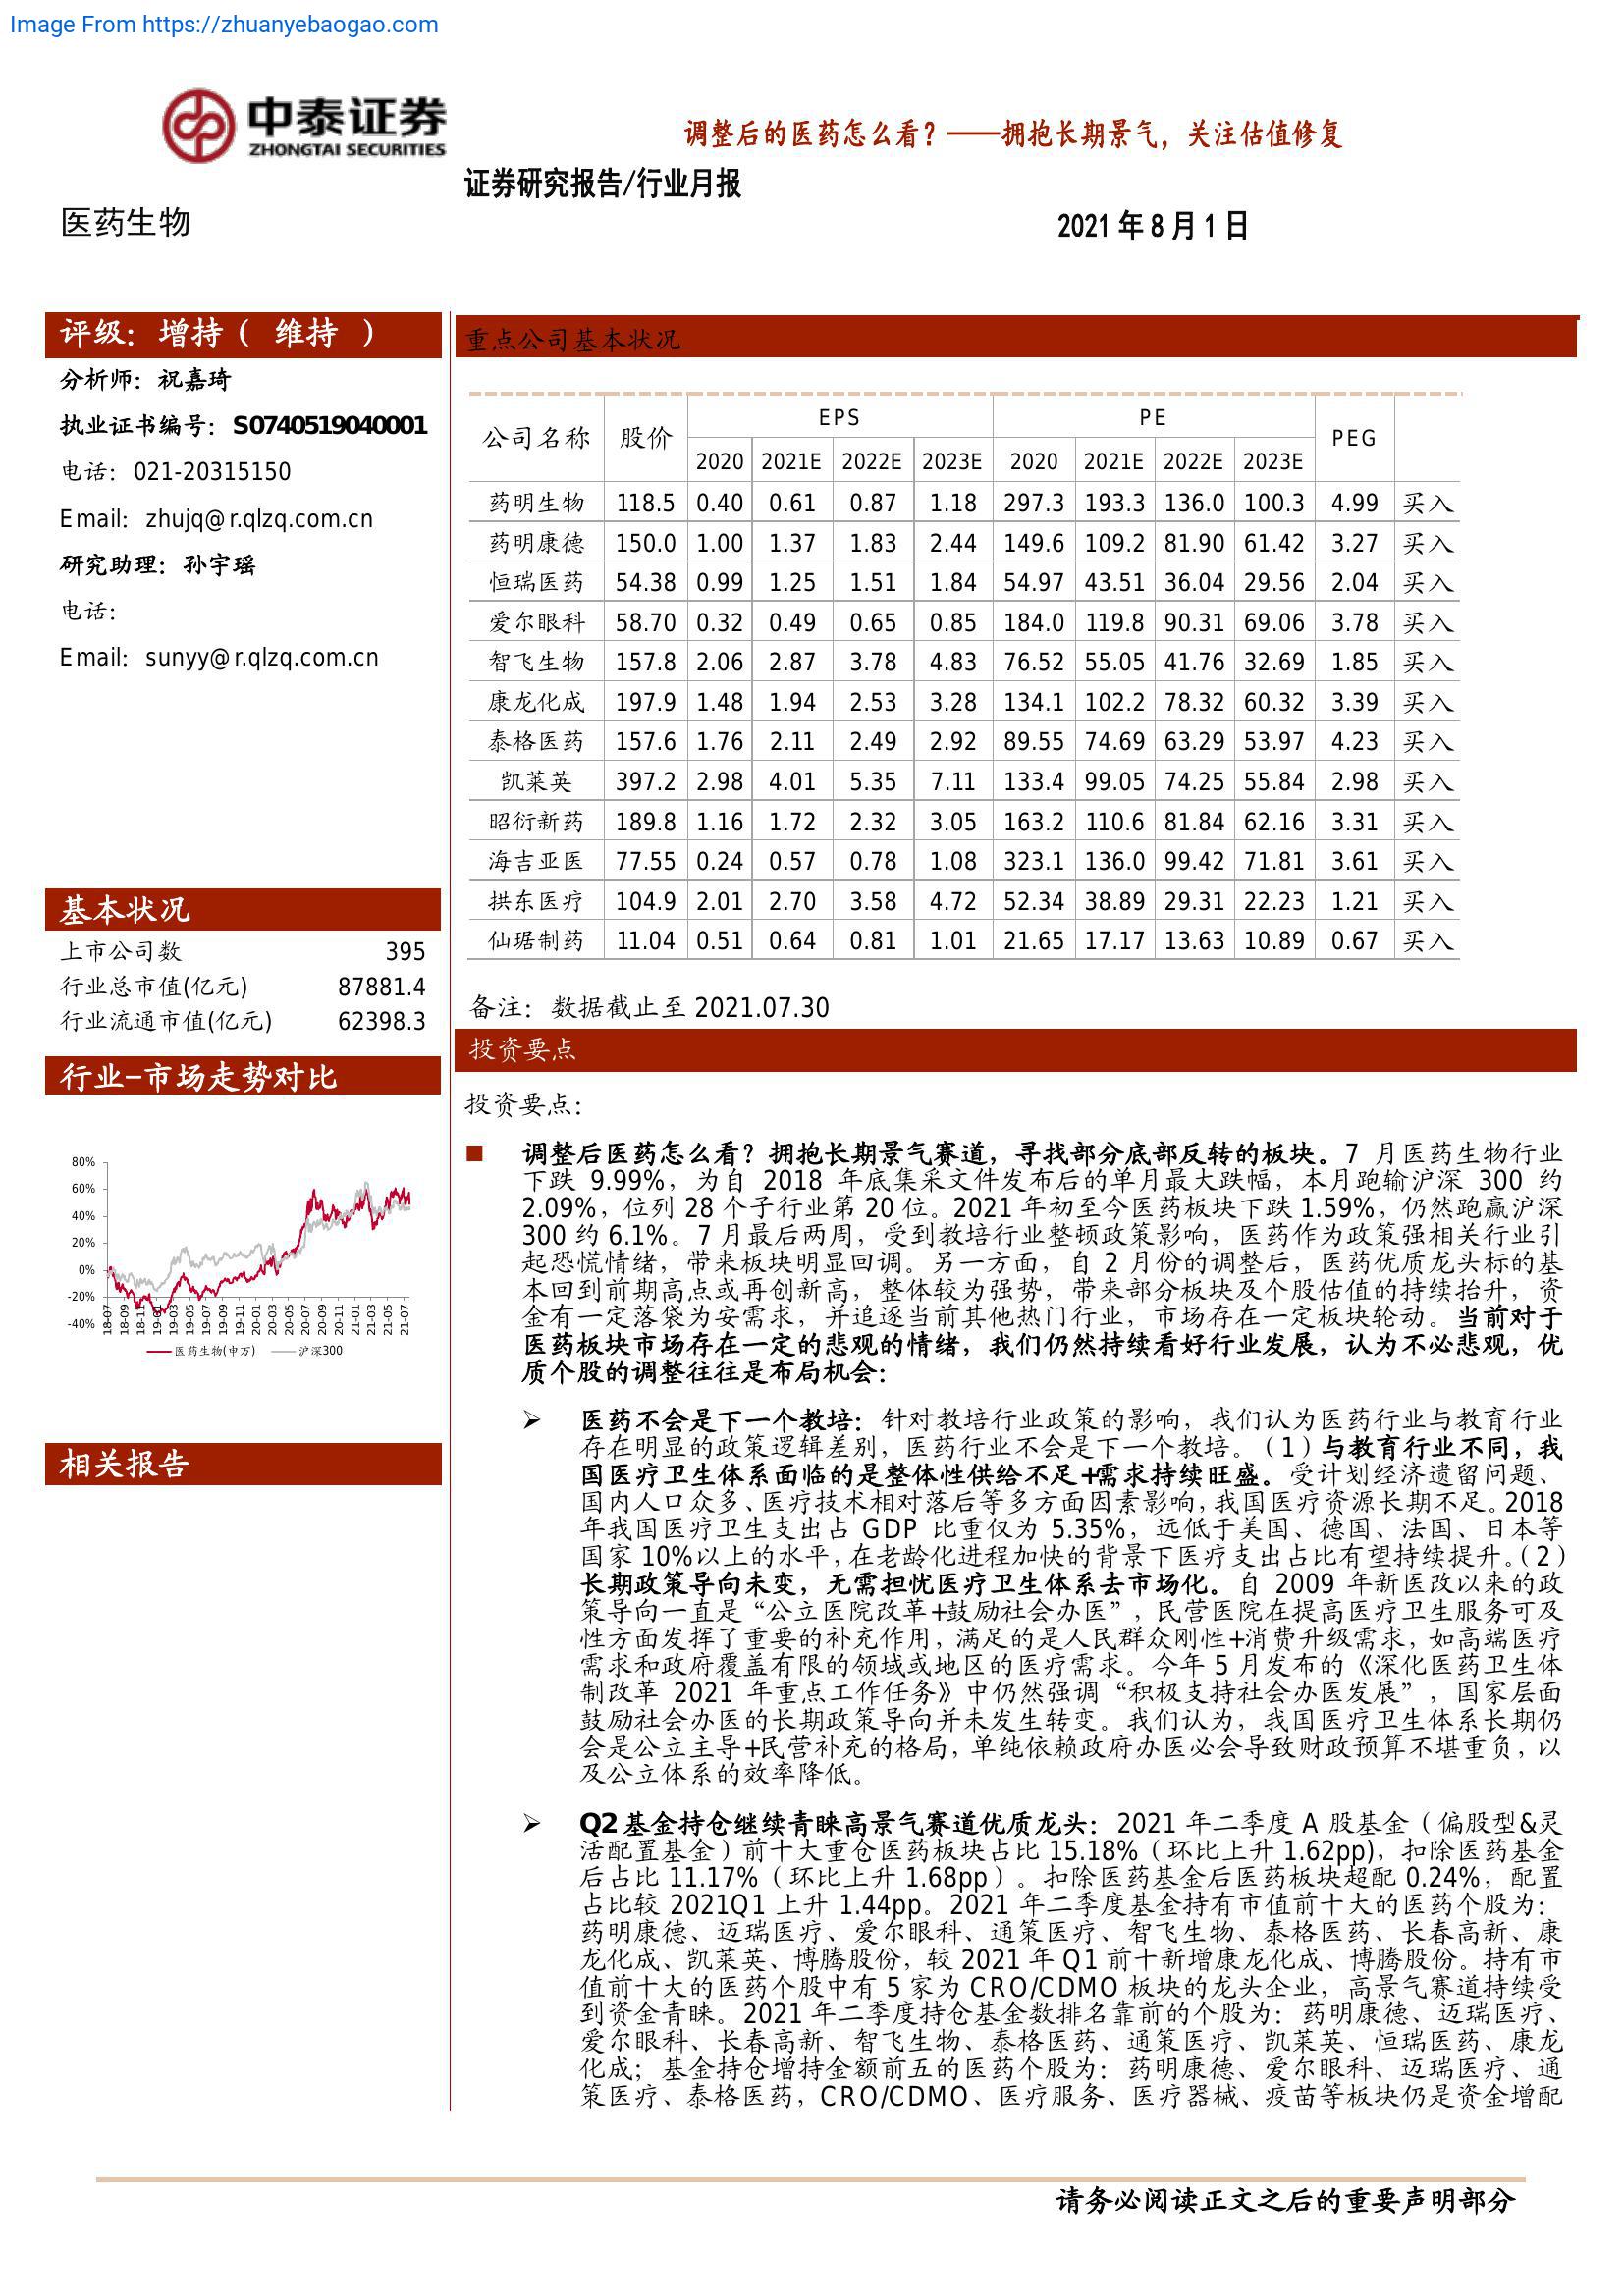 Image From https://zhuanyebaogao.com
中泰证券
ZHONGTAI SECURITIES
调整后的医药怎么看？——拥抱长期景气，关注估值修复
证券研究报告/行业月报
医药生物
2021 年 8 月 1 日
评级：增持（ 维持 ）
分析师：祝嘉琦
执业证书编号：S0740519040001
电话：021-20315150
Email：zhujq@r.qlzq.com.cn
研究助理：孙宇瑶
电话：
Email：sunyy@r.qlzq.com.cn
基本状况
上市公司数 395
行业总市值(亿元) 87881.4
行业流通市值(亿元) 62398.3
行业-市场走势对比
80%
60%
40%
20%
0%
-20%
-40%
18-07 18-09 18-11 19-01 19-03 19-05 19-07 19-09 19-11 20-01 20-03 20-05 20-07 20-09 20-11 21-01 21-03 21-05 21-07
医药生物(申万) 沪深300
相关报告
重点公司基本状况
公司名称 股价 EPS PE PEG
2020 2021E 2022E 2023E 2020 2021E 2022E 2023E
药明生物 118.5 0.40 0.61 0.87 1.18 297.3 193.3 136.0 100.3 4.99 买入
药明康德 150.0 1.00 1.37 1.83 2.44 149.6 109.2 81.90 61.42 3.27 买入
恒瑞医药 54.38 0.99 1.25 1.51 1.84 54.97 43.51 36.04 29.56 2.04 买入
爱尔眼科 58.70 0.32 0.49 0.65 0.85 184.0 119.8 90.31 69.06 3.78 买入
智飞生物 157.8 2.06 2.87 3.78 4.83 76.52 55.05 41.76 32.69 1.85 买入
康龙化成 197.9 1.48 1.94 2.53 3.28 134.1 102.2 78.32 60.32 3.39 买入
泰格医药 157.6 1.76 2.11 2.49 2.92 89.55 74.69 63.29 53.97 4.23 买入
凯莱英 397.2 2.98 4.01 5.35 7.11 133.4 99.05 74.25 55.84 2.98 买入
昭衍新药 189.8 1.16 1.72 2.32 3.05 163.2 110.6 81.84 62.16 3.31 买入
海吉亚医 77.55 0.24 0.57 0.78 1.08 323.1 136.0 99.42 71.81 3.61 买入
拱东医疗 104.9 2.01 2.70 3.58 4.72 52.34 38.89 29.31 22.23 1.21 买入
仙琚制药 11.04 0.51 0.64 0.81 1.01 21.65 17.17 13.63 10.89 0.67 买入
备注：数据截止至 2021.07.30
投资要点
投资要点：
■ 调整后医药怎么看？拥抱长期景气赛道，寻找部分底部反转的板块。7 月医药生物行业
下跌 9.99%，为自 2018 年底集采文件发布后的单月最大跌幅，本月跑输沪深 300 约
2.09%，位列 28 个子行业第 20 位。2021 年初至今医药板块下跌 1.59%，仍然跑赢沪深
300 约 6.1%。7 月最后两周，受到教培行业整顿政策影响，医药作为政策强相关行业引
起恐慌情绪，带来板块明显回调。另一方面，自 2 月份的调整后，医药优质龙头标的基
本回到前期高点或再创新高，整体较为强势，带来部分板块及个股估值的持续抬升，资
金有一定落袋为安需求，并追逐当前其他热门行业，市场存在一定板块轮动。当前对于
医药板块市场存在一定的悲观的情绪，我们仍然持续看好行业发展，认为不必悲观，优
质个股的调整往往是布局机会：
➢ 医药不会是下一个教培：针对教培行业政策的影响，我们认为医药行业与教育行业
存在明显的政策逻辑差别，医药行业不会是下一个教培。（1）与教育行业不同，我
国医疗卫生体系面临的是整体性供给不足+需求持续旺盛。受计划经济遗留问题、
国内人口众多、医疗技术相对落后等多方面因素影响，我国医疗资源长期不足。2018
年我国医疗卫生支出占 GDP 比重仅为 5.35%，远低于美国、德国、法国、日本等
国家 10%以上的水平，在老龄化进程加快的背景下医疗支出占比有望持续提升。（2）
长期政策导向未变，无需担忧医疗卫生体系去市场化。自 2009 年新医改以来的政
策导向一直是“公立医院改革+鼓励社会办医”，民营医院在提高医疗卫生服务可及
性方面发挥了重要的补充作用，满足的是人民群众刚性+消费升级需求，如高端医疗
需求和政府覆盖有限的领域或地区的医疗需求。今年 5 月发布的《深化医药卫生体
制改革 2021 年重点工作任务》中仍然强调“积极支持社会办医发展”，国家层面
鼓励社会办医的长期政策导向并未发生转变。我们认为，我国医疗卫生体系长期仍
会是公立主导+民营补充的格局，单纯依赖政府办医必会导致财政预算不堪重负，以
及公立体系的效率降低。
➢ Q2 基金持仓继续青睐高景气赛道优质龙头：2021 年二季度 A 股基金（偏股型&灵
活配置基金）前十大重仓医药板块占比 15.18%（环比上升 1.62pp)，扣除医药基金
后占比 11.17%（环比上升 1.68pp）。扣除医药基金后医药板块超配 0.24%，配置
占比较 2021Q1 上升 1.44pp。2021 年二季度基金持有市值前十大的医药个股为：
药明康德、迈瑞医疗、爱尔眼科、通策医疗、智飞生物、泰格医药、长春高新、康
龙化成、凯莱英、博腾股份，较 2021 年 Q1 前十新增康龙化成、博腾股份。持有市
值前十大的医药个股中有 5 家为 CRO/CDMO 板块的龙头企业，高景气赛道持续受
到资金青睐。2021 年二季度持仓基金数排名靠前的个股为：药明康德、迈瑞医疗、
爱尔眼科、长春高新、智飞生物、泰格医药、通策医疗、凯莱英、恒瑞医药、康龙
化成；基金持仓增持金额前五的医药个股为：药明康德、爱尔眼科、迈瑞医疗、通
策医疗、泰格医药，CRO/CDMO、医疗服务、医疗器械、疫苗等板块仍是资金增配
请务必阅读正文之后的重要声明部分